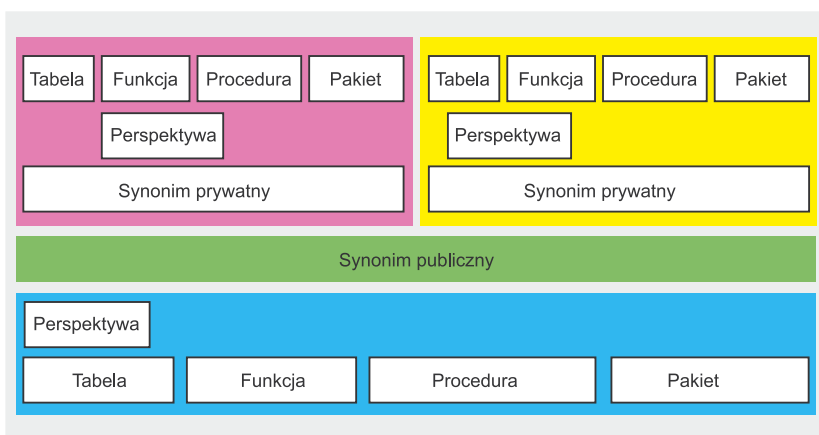 Tabela Funkcja Procedura Pakiet
Perspektywa
Synonim prywatny
Tabela Funkcja Procedura Pakiet
Perspektywa
Synonim prywatny
Synonim publiczny
Perspektywa
Tabela Funkcja Procedura Pakiet